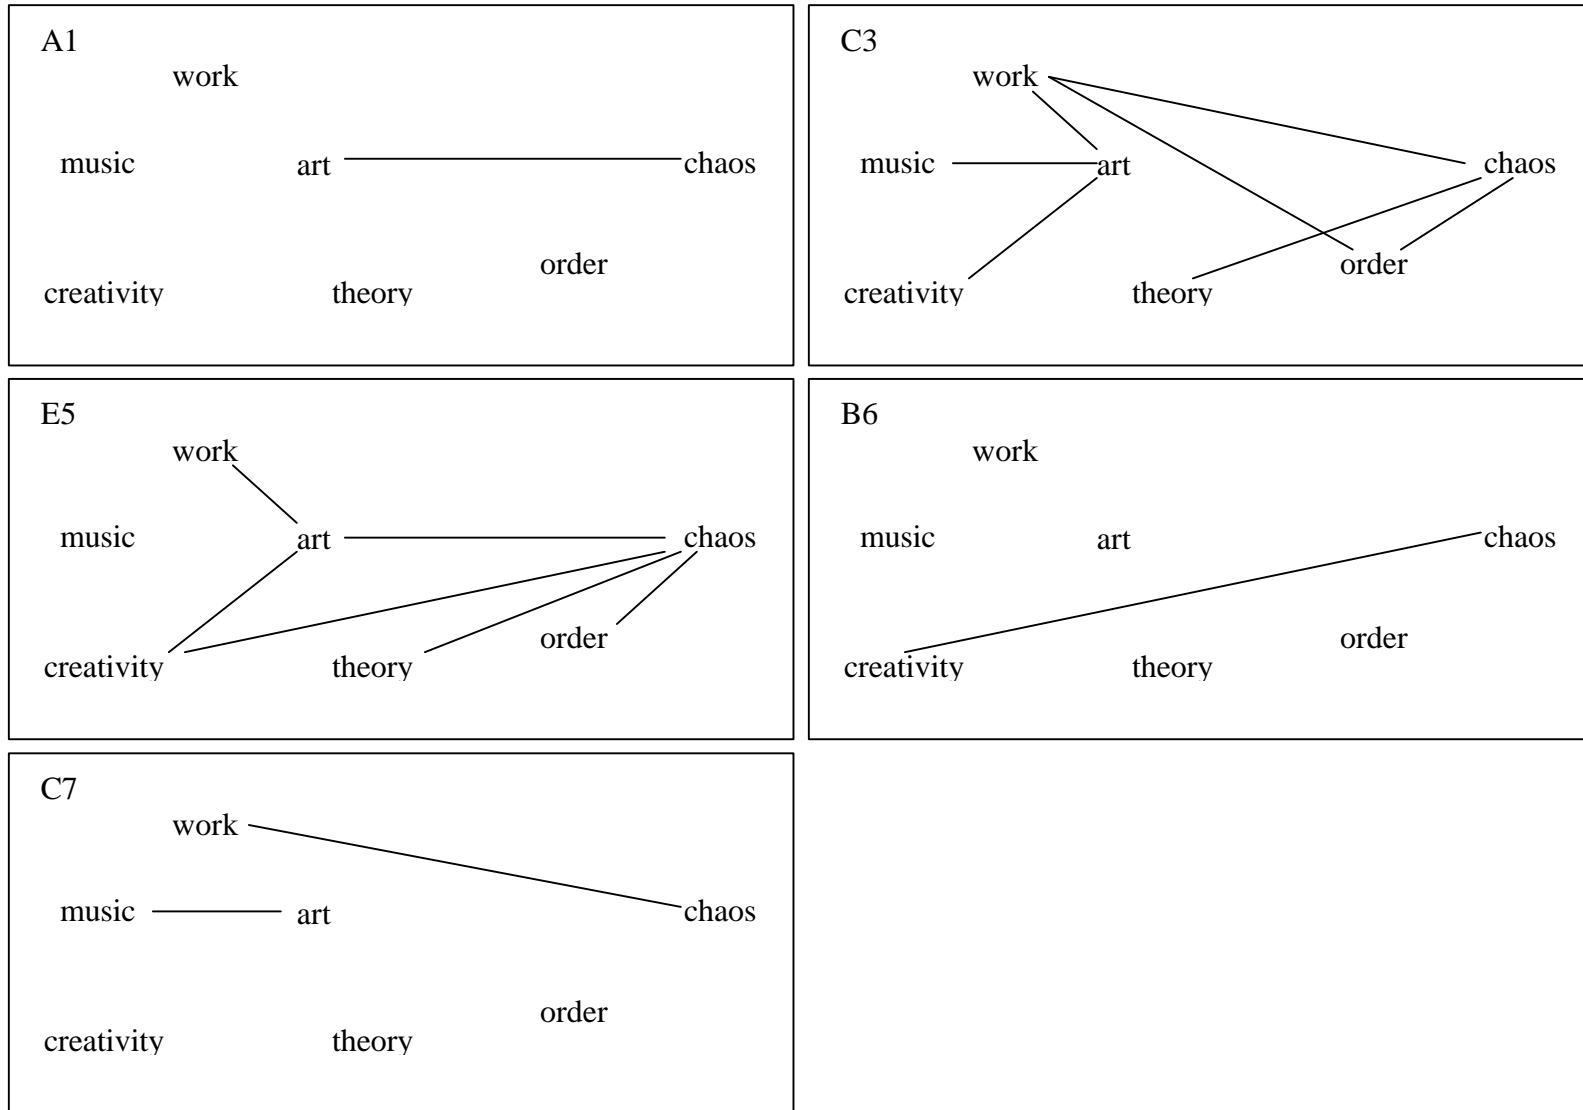 A1
work
music art chaos
order
creativity theory
C3
work
music art chaos
order
creativity theory
E5
work
music art chaos
order
creativity theory
B6
work
music art chaos
order
creativity theory
C7
work
music art chaos
order
creativity theory